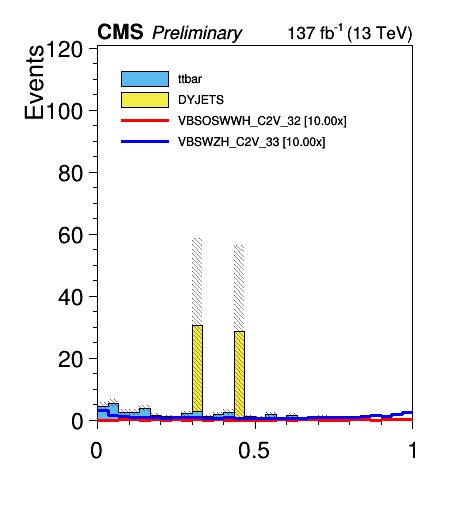 CMS Preliminary 137 fb⁻¹ (13 TeV)
Events
120
100
80
60
40
20
0
ttbar
DYJETS
VBSOSWWH_C2V_32 [10.00x]
VBSWZH_C2V_33 [10.00x]
0 0.5 1